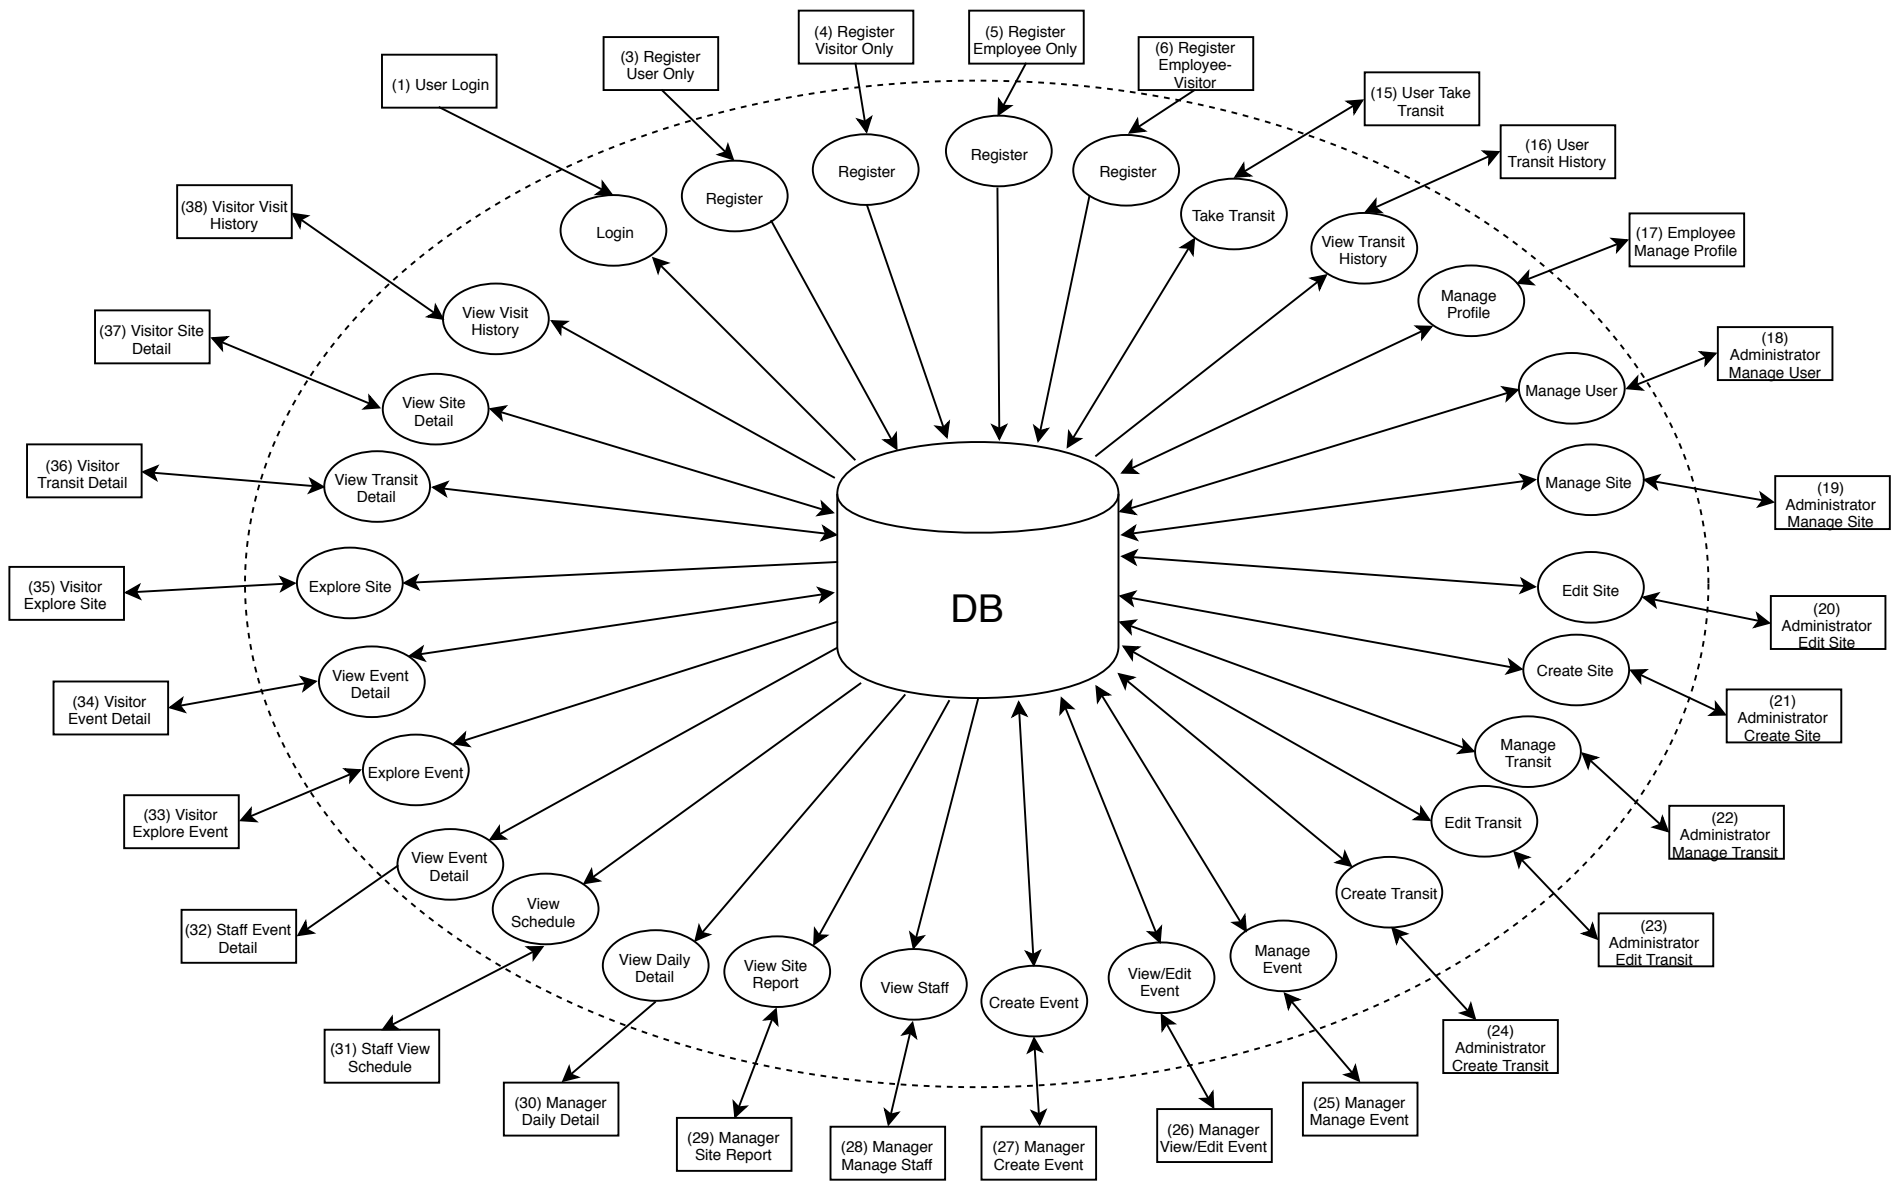 (1) User Login
(3) Register
User Only
(4) Register
Visitor Only
(5) Register
Employee Only
(6) Register
Employee-
Visitor
(15) User Take
Transit
(16) User
Transit History
(17) Employee
Manage Profile
(18)
Administrator
Manage User
(19)
Administrator
Manage Site
(20)
Administrator
Edit Site
(21)
Administrator
Create Site
(22)
Administrator
Manage Transit
(23)
Administrator
Edit Transit
(24)
Administrator
Create Transit
(25) Manager
Manage Event
(26) Manager
View/Edit Event
(27) Manager
Create Event
(28) Manager
Manage Staff
(29) Manager
Site Report
(30) Manager
Daily Detail
(31) Staff View
Schedule
(32) Staff Event
Detail
(33) Visitor
Explore Event
(34) Visitor
Event Detail
(35) Visitor
Explore Site
(36) Visitor
Transit Detail
(37) Visitor Site
Detail
(38) Visitor Visit
History
Login
Register
Register
Register
Register
Take Transit
View Transit
History
Manage
Profile
Manage User
Manage Site
Edit Site
Create Site
Manage
Transit
Edit Transit
Create Transit
Manage
Event
View/Edit
Event
Create Event
View Staff
View Site
Report
View Daily
Detail
View
Schedule
View Event
Detail
Explore Event
View Event
Detail
Explore Site
View Transit
Detail
View Site
Detail
View Visit
History
DB